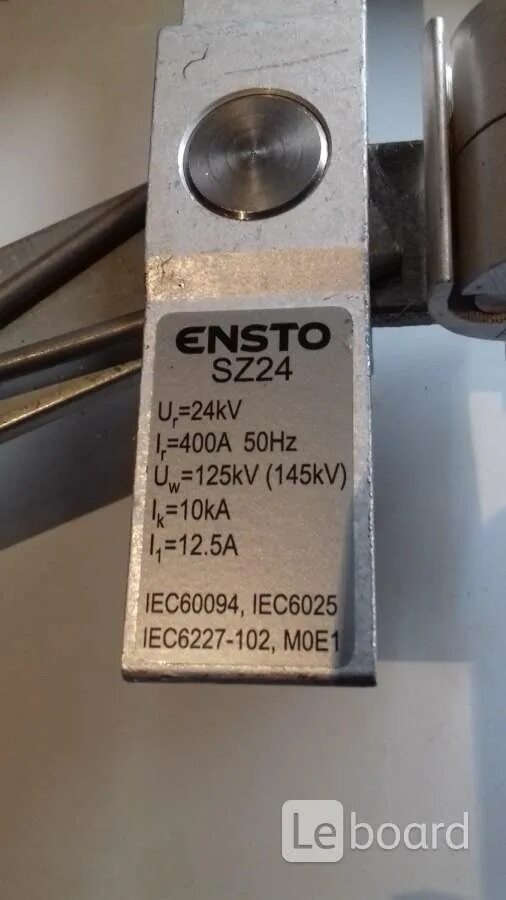 ENSTO
SZ24
Uᵣ=24kV
Iᵣ=400A 50Hz
U_w=125kV (145kV)
Iₖ=10kA
I₁=12.5A
IEC60094, IEC6025
IEC6227-102, M0E1
Leboard